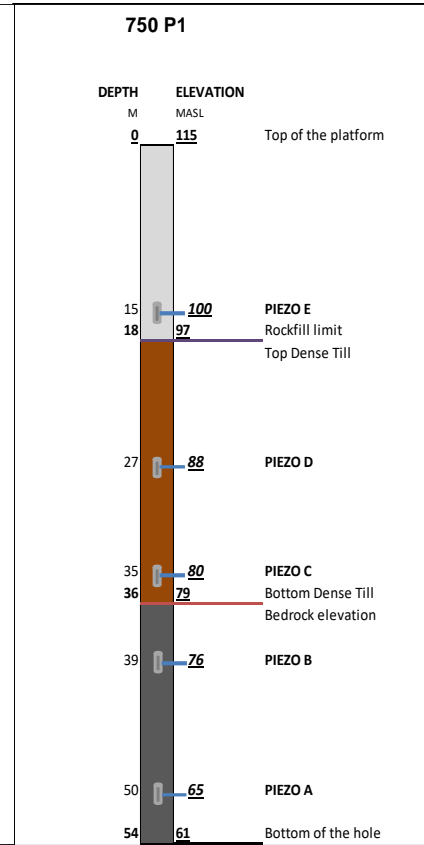 750 P1
DEPTH ELEVATION
M MASL
0 115 Top of the platform
15 100 PIEZO E
18 97 Rockfill limit
Top Dense Till
27 88 PIEZO D
35 80 PIEZO C
36 79 Bottom Dense Till
Bedrock elevation
39 76 PIEZO B
50 65 PIEZO A
54 61 Bottom of the hole